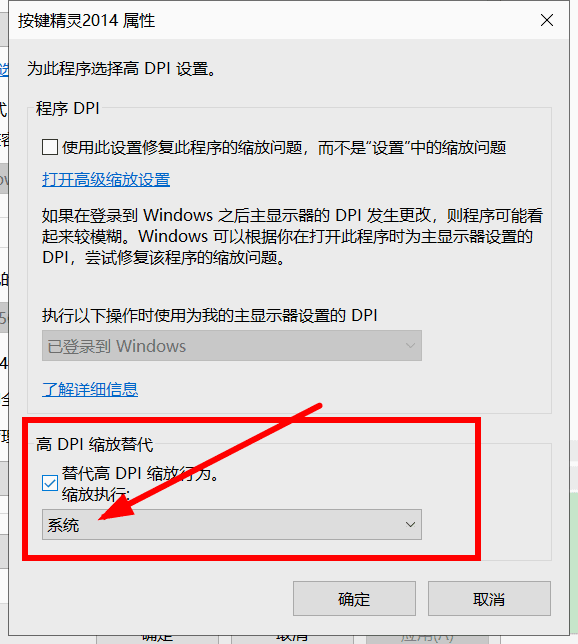 按键精灵2014 属性
为此程序选择高 DPI 设置。
程序 DPI
使用此设置修复此程序的缩放问题，而不是“设置”中的缩放问题
打开高级缩放设置
如果在登录到 Windows 之后主显示器的 DPI 发生更改，则程序可能看
起来较模糊。Windows 可以根据你在打开此程序时为主显示器设置的
DPI，尝试修复该程序的缩放问题。
执行以下操作时使用为我的主显示器设置的 DPI
已登录到 Windows
了解详细信息
高 DPI 缩放替代
替代高 DPI 缩放行为。
缩放执行:
系统
确定
取消
确定
取消
应用(A)